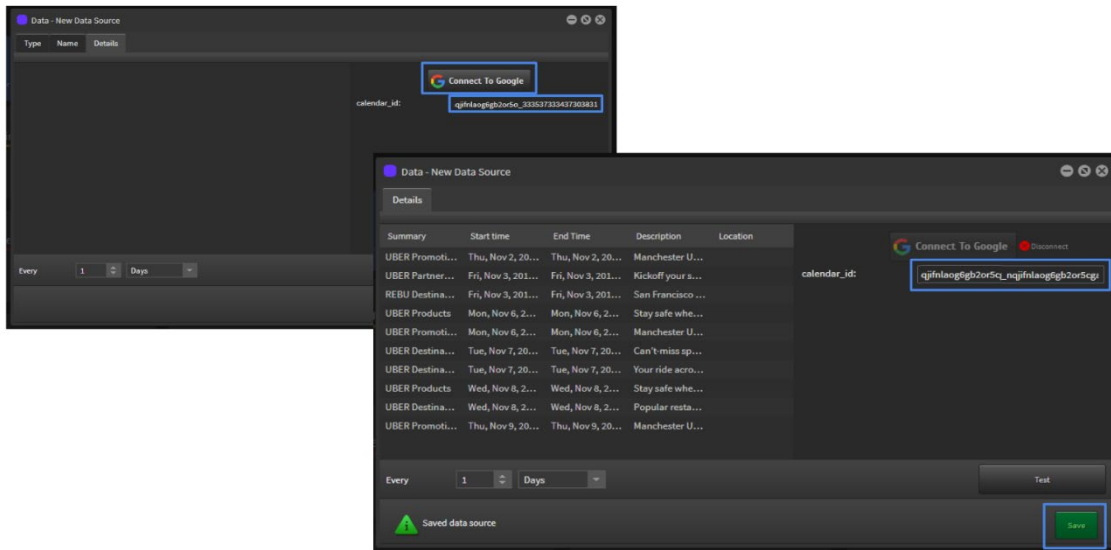 Data - New Data Source
Type Name Details
Connect To Google
calendar_id:
Every 1 Days
Data - New Data Source
Details
Summary Start time End Time Description Location
UBER Promoti... Thu, Nov 2, 20... Thu, Nov 2, 20... Manchester U...
UBER Partner... Fri, Nov 3, 201... Fri, Nov 3, 201... Kickoff your s...
REBU Destina... Fri, Nov 3, 201... Fri, Nov 3, 201... San Francisco ...
UBER Products Mon, Nov 6, 2... Mon, Nov 6, 2... Stay safe whe...
UBER Promoti... Mon, Nov 6, 2... Mon, Nov 6, 2... Manchester U...
UBER Destina... Tue, Nov 7, 20... Tue, Nov 7, 20... Can't-miss sp...
UBER Destina... Tue, Nov 7, 20... Tue, Nov 7, 20... Your ride acro...
UBER Products Wed, Nov 8, 2... Wed, Nov 8, 2... Stay safe whe...
UBER Destina... Wed, Nov 8, 2... Wed, Nov 8, 2... Popular resta...
UBER Promoti... Thu, Nov 9, 20... Thu, Nov 9, 20... Manchester U...
Connect To Google Disconnect
calendar_id:
Every 1 Days
Test
Saved data source
Save